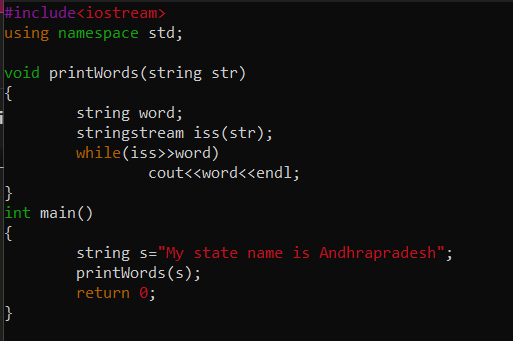 #include<iostream>
using namespace std;
void printWords(string str)
{
string word;
stringstream iss(str);
while(iss>>word)
cout<<word<<endl;
}
int main()
{
string s="My state name is Andhrapradesh";
printWords(s);
return 0;
}